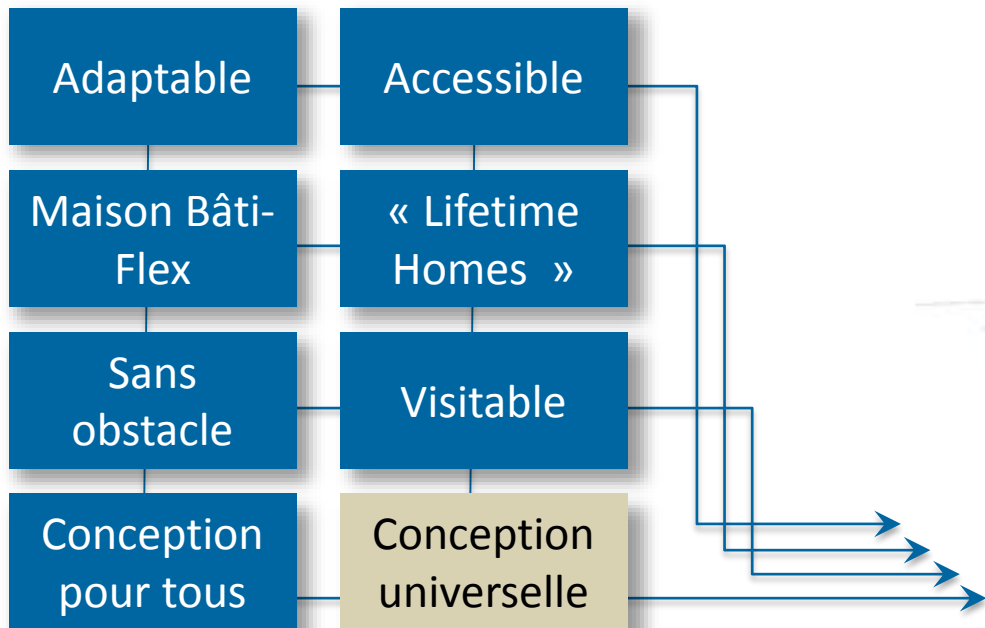 Adaptable
Accessible
Maison Bâti-
Flex
« Lifetime
Homes  »
Sans
obstacle
Visitable
Conception
pour tous
Conception
universelle